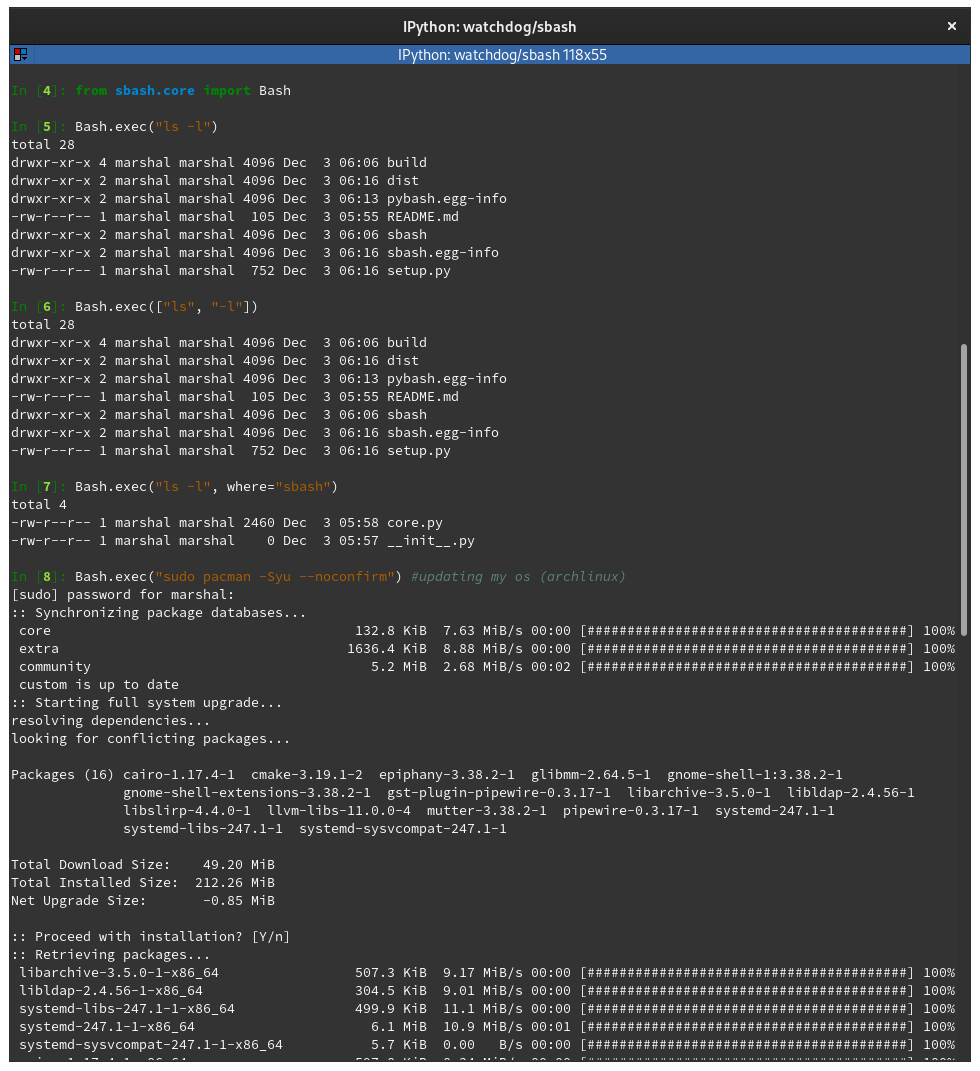 IPython: watchdog/sbash
IPython: watchdog/sbash 118x55
In [4]: from sbash.core import Bash
In [5]: Bash.exec("ls -l")
total 28
drwxr-xr-x 4 marshal marshal 4096 Dec  3 06:06 build
drwxr-xr-x 2 marshal marshal 4096 Dec  3 06:16 dist
drwxr-xr-x 2 marshal marshal 4096 Dec  3 06:13 pybash.egg-info
-rw-r--r-- 1 marshal marshal  105 Dec  3 05:55 README.md
drwxr-xr-x 2 marshal marshal 4096 Dec  3 06:06 sbash
drwxr-xr-x 2 marshal marshal 4096 Dec  3 06:16 sbash.egg-info
-rw-r--r-- 1 marshal marshal  752 Dec  3 06:16 setup.py
In [6]: Bash.exec(["ls", "-l"])
total 28
drwxr-xr-x 4 marshal marshal 4096 Dec  3 06:06 build
drwxr-xr-x 2 marshal marshal 4096 Dec  3 06:16 dist
drwxr-xr-x 2 marshal marshal 4096 Dec  3 06:13 pybash.egg-info
-rw-r--r-- 1 marshal marshal  105 Dec  3 05:55 README.md
drwxr-xr-x 2 marshal marshal 4096 Dec  3 06:06 sbash
drwxr-xr-x 2 marshal marshal 4096 Dec  3 06:16 sbash.egg-info
-rw-r--r-- 1 marshal marshal  752 Dec  3 06:16 setup.py
In [7]: Bash.exec("ls -l", where="sbash")
total 4
-rw-r--r-- 1 marshal marshal 2460 Dec  3 05:58 core.py
-rw-r--r-- 1 marshal marshal    0 Dec  3 05:57 __init__.py
In [8]: Bash.exec("sudo pacman -Syu --noconfirm") #updating my os (archlinux)
[sudo] password for marshal:
:: Synchronizing package databases...
 core                                      132.8 KiB  7.63 MiB/s 00:00 [########################################] 100%
 extra                                    1636.4 KiB  8.88 MiB/s 00:00 [########################################] 100%
 community                                   5.2 MiB  2.68 MiB/s 00:02 [########################################] 100%
 custom is up to date
:: Starting full system upgrade...
resolving dependencies...
looking for conflicting packages...
Packages (16) cairo-1.17.4-1  cmake-3.19.1-2  epiphany-3.38.2-1  glibmm-2.64.5-1  gnome-shell-1:3.38.2-1
              gnome-shell-extensions-3.38.2-1  gst-plugin-pipewire-0.3.17-1  libarchive-3.5.0-1  libldap-2.4.56-1
              libslirp-4.4.0-1  llvm-libs-11.0.0-4  mutter-3.38.2-1  pipewire-0.3.17-1  systemd-247.1-1
              systemd-libs-247.1-1  systemd-sysvcompat-247.1-1
Total Download Size:    49.20 MiB
Total Installed Size:  212.26 MiB
Net Upgrade Size:       -0.85 MiB
:: Proceed with installation? [Y/n]
:: Retrieving packages...
 libarchive-3.5.0-1-x86_64                 507.3 KiB  9.17 MiB/s 00:00 [########################################] 100%
 libldap-2.4.56-1-x86_64                   304.5 KiB  9.01 MiB/s 00:00 [########################################] 100%
 systemd-libs-247.1-1-x86_64               499.9 KiB  11.1 MiB/s 00:00 [########################################] 100%
 systemd-247.1-1-x86_64                      6.1 MiB  10.9 MiB/s 00:01 [########################################] 100%
 systemd-sysvcompat-247.1-1-x86_64           5.7 KiB  0.00   B/s 00:00 [########################################] 100%